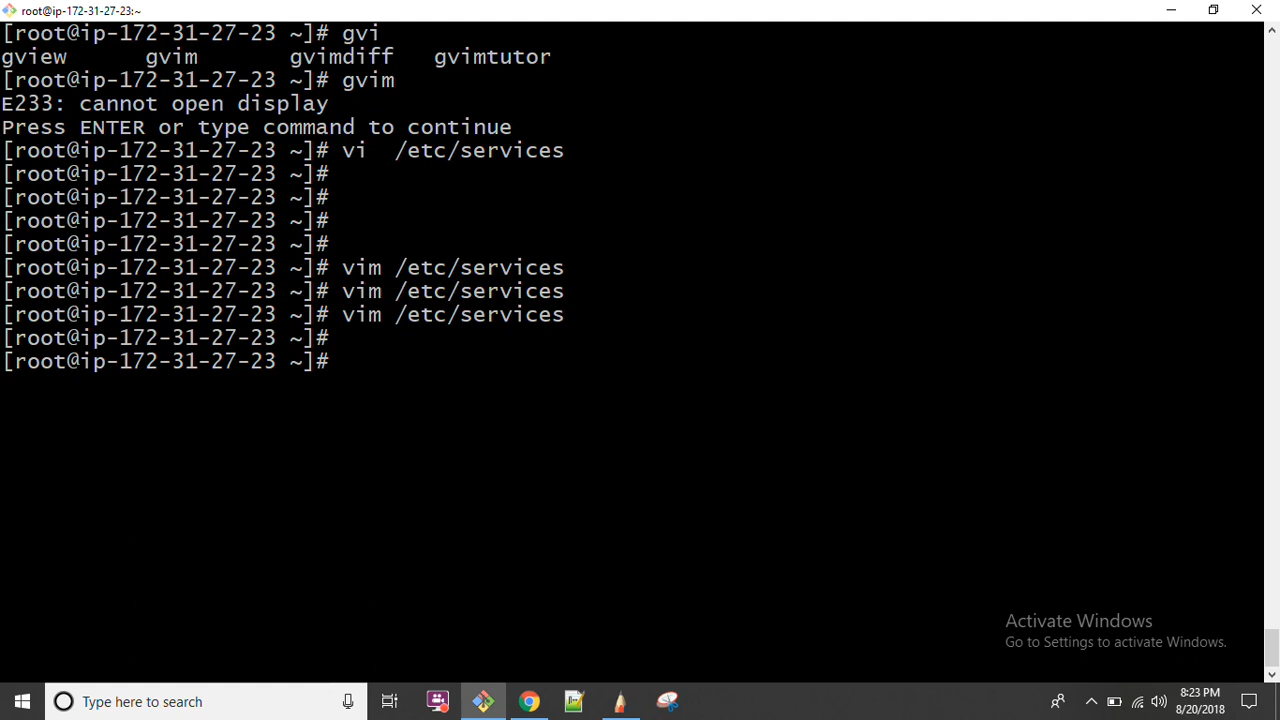 root@ip-172-31-27-23:~
[root@ip-172-31-27-23 ~]# gvi
gview      gvim       gvimdiff   gvimtutor
[root@ip-172-31-27-23 ~]# gvim
E233: cannot open display
Press ENTER or type command to continue
[root@ip-172-31-27-23 ~]# vi  /etc/services
[root@ip-172-31-27-23 ~]#
[root@ip-172-31-27-23 ~]#
[root@ip-172-31-27-23 ~]#
[root@ip-172-31-27-23 ~]#
[root@ip-172-31-27-23 ~]# vim /etc/services
[root@ip-172-31-27-23 ~]# vim /etc/services
[root@ip-172-31-27-23 ~]# vim /etc/services
[root@ip-172-31-27-23 ~]#
[root@ip-172-31-27-23 ~]#
Activate Windows
Go to Settings to activate Windows.
Type here to search
8:23 PM
8/20/2018